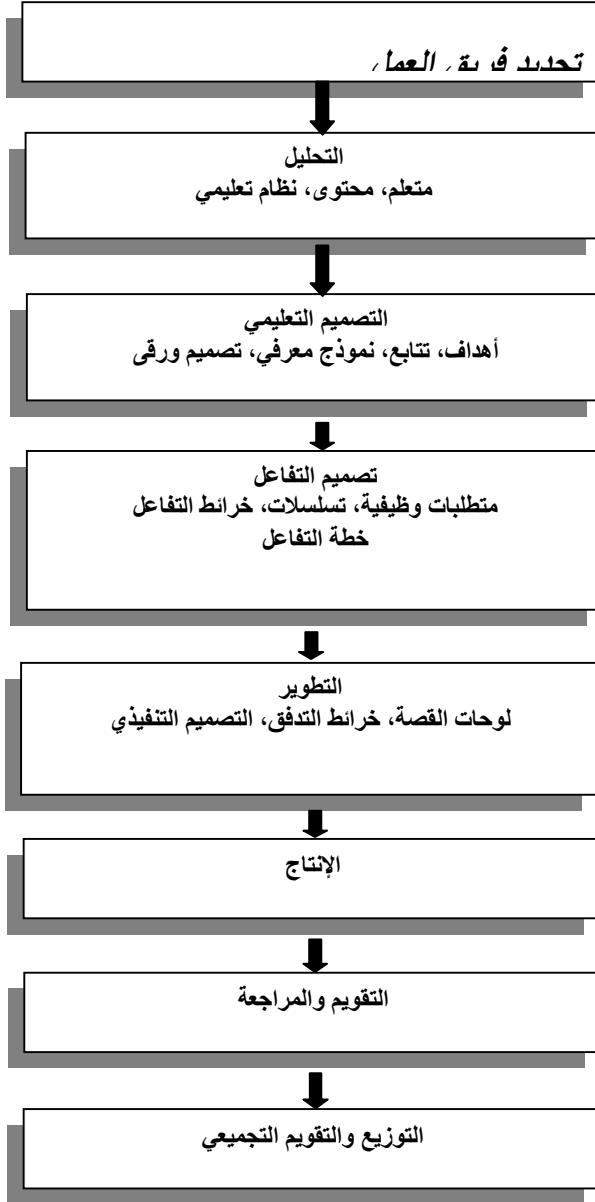 تحديد فريق العمل
التحليل
متعلم، محتوى، نظام تعليمي
التصميم التعليمي
أهداف، تتابع، نموذج معرفي، تصميم ورقى
تصميم التفاعل
متطلبات وظيفية، تسلسلات، خرائط التفاعل
خطة التفاعل
التطوير
لوحات القصة، خرائط التدفق، التصميم التنفيذي
الإنتاج
التقويم والمراجعة
التوزيع والتقويم التجميعي